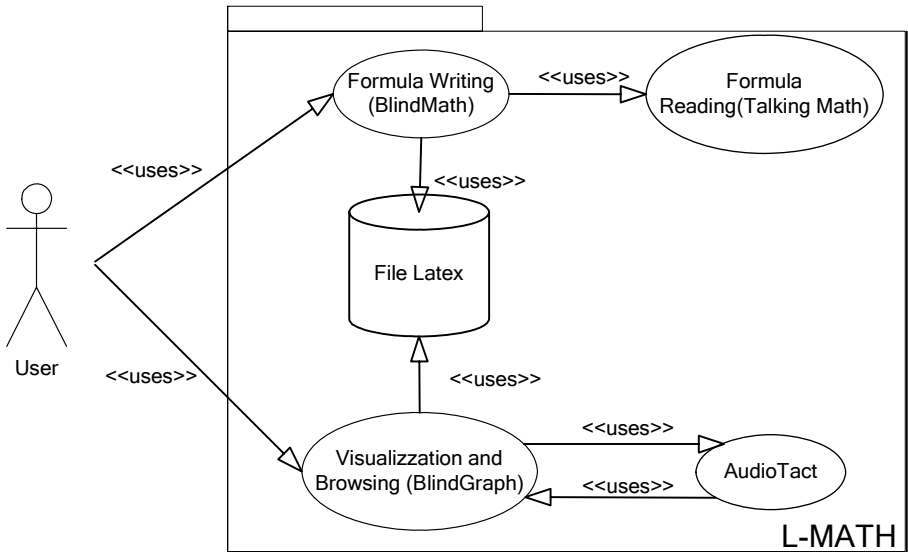 Formula Writing
(BlindMath)
<<uses>>
Formula
Reading(Talking Math)
<<uses>>
<<uses>>
File Latex
User
<<uses>>
<<uses>>
<<uses>>
Visualizzation and
Browsing (BlindGraph)
<<uses>>
AudioTact
L-MATH